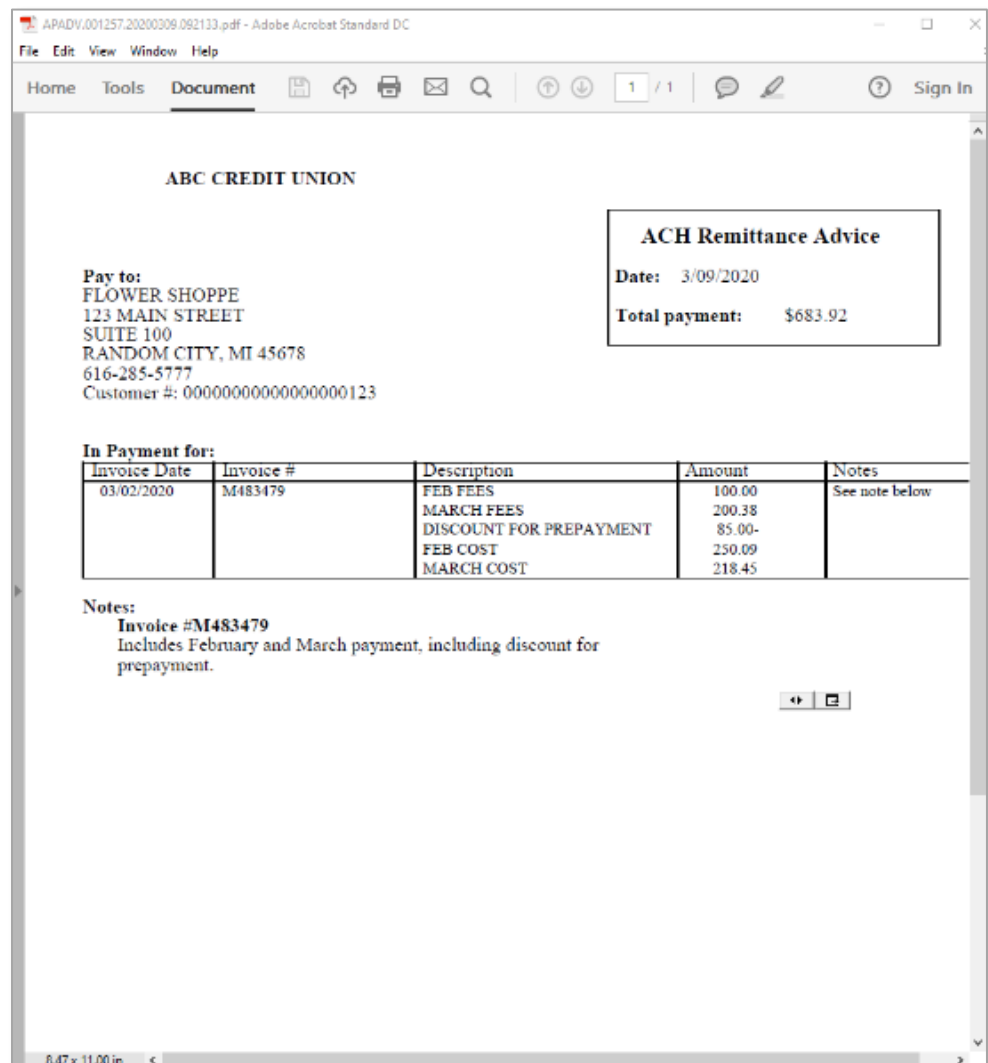 APADV.001257.20200309.092133.pdf - Adobe Acrobat Standard DC
File Edit View Window Help
Home Tools Document 1 / 1 Sign In
ABC CREDIT UNION
ACH Remittance Advice
Date: 3/09/2020
Total payment: $683.92
Pay to:
FLOWER SHOPPE
123 MAIN STREET
SUITE 100
RANDOM CITY, MI 45678
616-285-5777
Customer #: 00000000000000000123
In Payment for:
Invoice Date Invoice # Description Amount Notes
03/02/2020 M483479 FEB FEES 100.00 See note below
MARCH FEES 200.38
DISCOUNT FOR PREPAYMENT 85.00-
FEB COST 250.09
MARCH COST 218.45
Notes:
Invoice #M483479
Includes February and March payment, including discount for
prepayment.
8.47 x 11.00 in